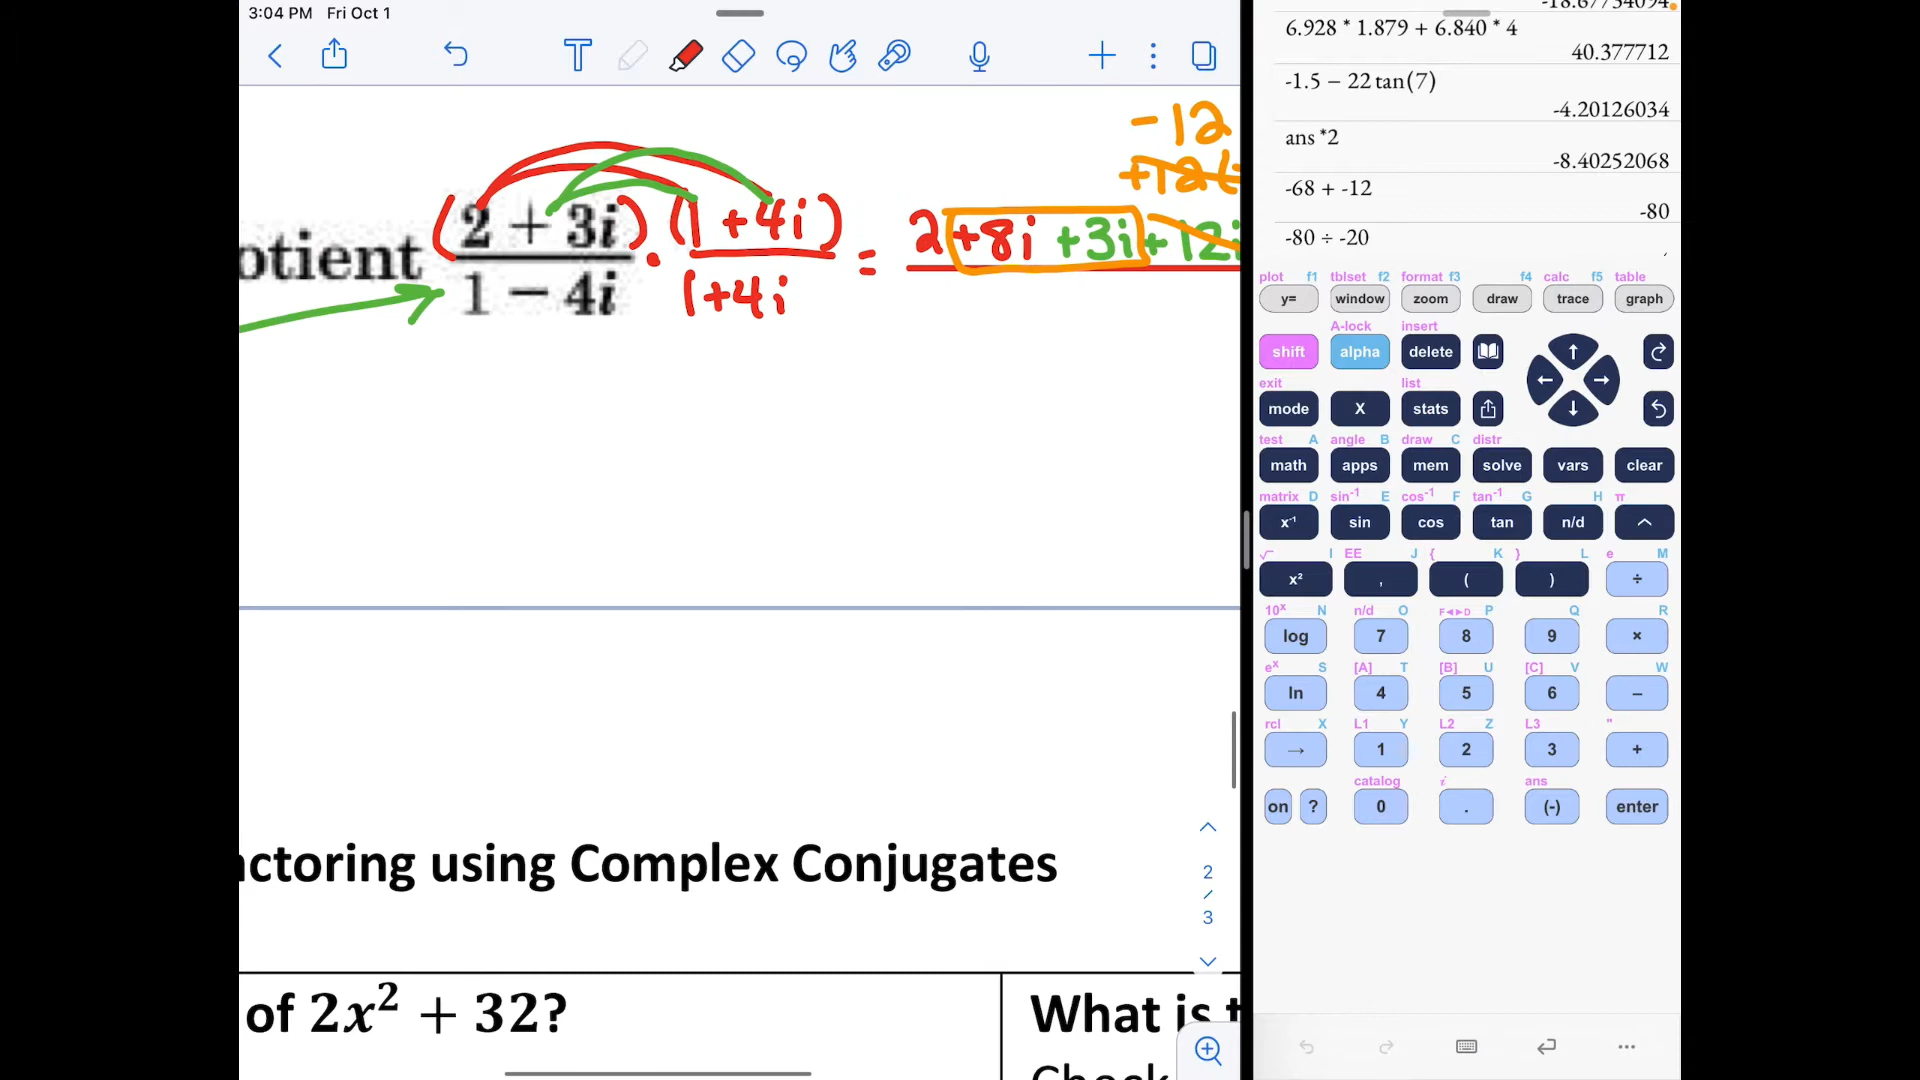 3:04 PM Fri Oct 1
T
-12
otient (2 + 3i) · (1 + 4i) = 2 +8i +3i +12i
1 − 4i 1+4i
2
/
3
actoring using Complex Conjugates
of 2x² + 32?
What is t
Check
-18.67734094
6.928 * 1.879 + 6.840 * 4
40.377712
-1.5 − 22 tan(7)
-4.20126034
ans *2
-8.40252068
-68 + -12
-80
-80 ÷ -20
plot f1 tblset f2 format f3 f4 calc f5 table
y= window zoom draw trace graph
A-lock insert
shift alpha delete
exit list
mode X stats
test A angle B draw C distr
math apps mem solve vars clear
matrix D sin⁻¹ E cos⁻¹ F tan⁻¹ G H π
x⁻¹ sin cos tan n/d ^
√‾ I EE J { K } L e M
x² , ( ) ÷
10ˣ N n/d O F◄►D P Q R
log 7 8 9 ×
eˣ S [A] T [B] U [C] V W
ln 4 5 6 −
rcl X L1 Y L2 Z L3 "
→ 1 2 3 +
catalog i ans
on ? 0 . (-) enter